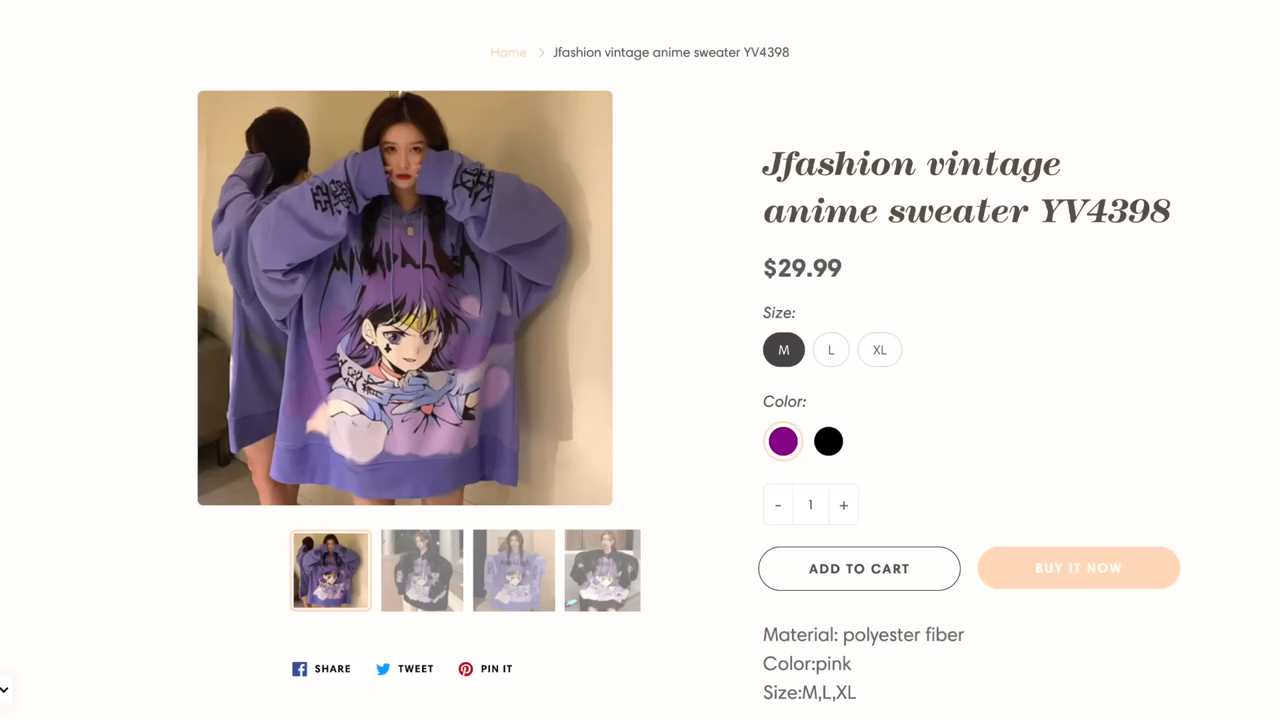 Home > Jfashion vintage anime sweater YV4398
Jfashion vintage
anime sweater YV4398
$29.99
Size:
M L XL
Color:
- 1 +
ADD TO CART BUY IT NOW
Material: polyester fiber
Color:pink
Size:M,L,XL
SHARE TWEET PIN IT